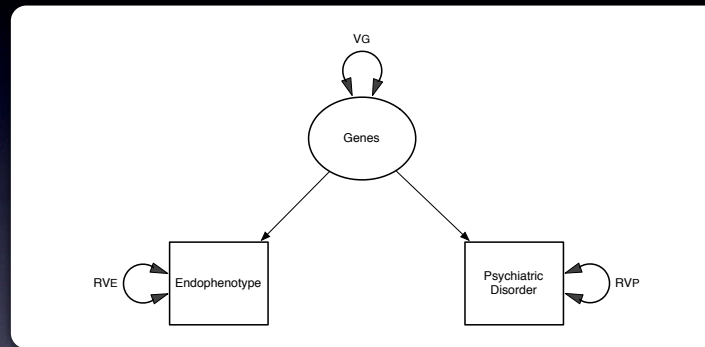 VG
Genes
RVE
Endophenotype
Psychiatric
Disorder
RVP